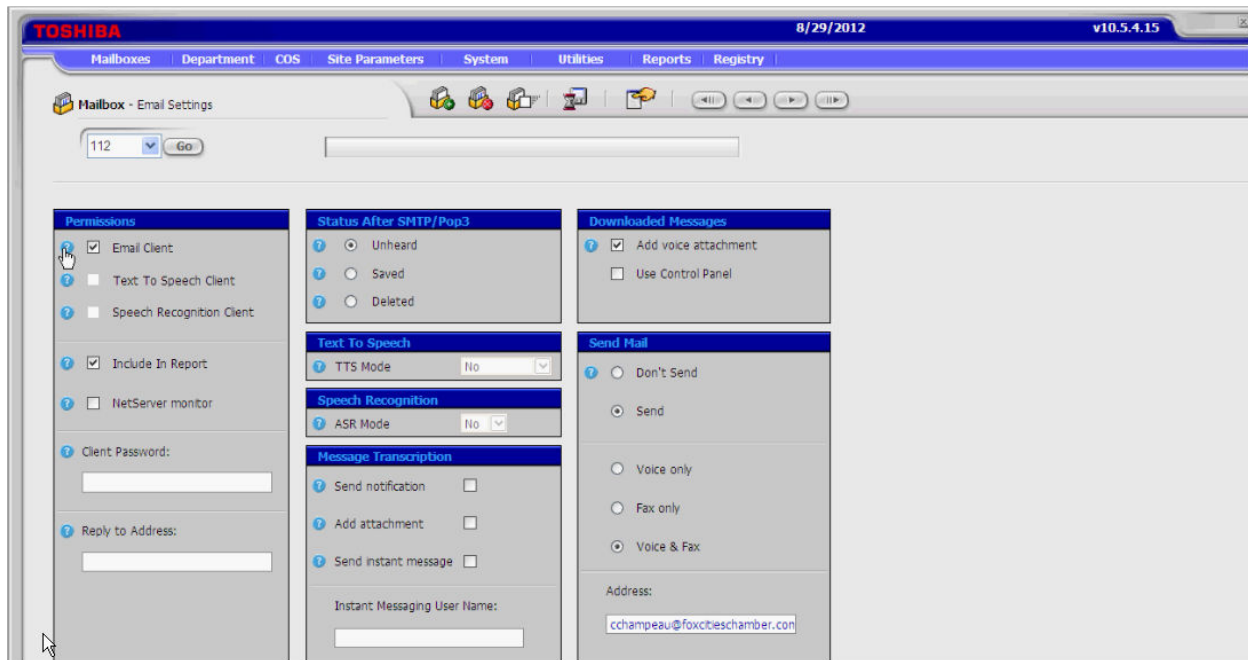 TOSHIBA 8/29/2012 v10.5.4.15
Mailboxes Department COS Site Parameters System Utilities Reports Registry
Mailbox - Email Settings
112 Go
Permissions
Email Client
Text To Speech Client
Speech Recognition Client
Include In Report
NetServer monitor
Client Password:
Reply to Address:
Status After SMTP/Pop3
Unheard
Saved
Deleted
Text To Speech
TTS Mode No
Speech Recognition
ASR Mode No
Message Transcription
Send notification
Add attachment
Send instant message
Instant Messaging User Name:
Downloaded Messages
Add voice attachment
Use Control Panel
Send Mail
Don't Send
Send
Voice only
Fax only
Voice & Fax
Address:
cchampeau@foxcitieschamber.con